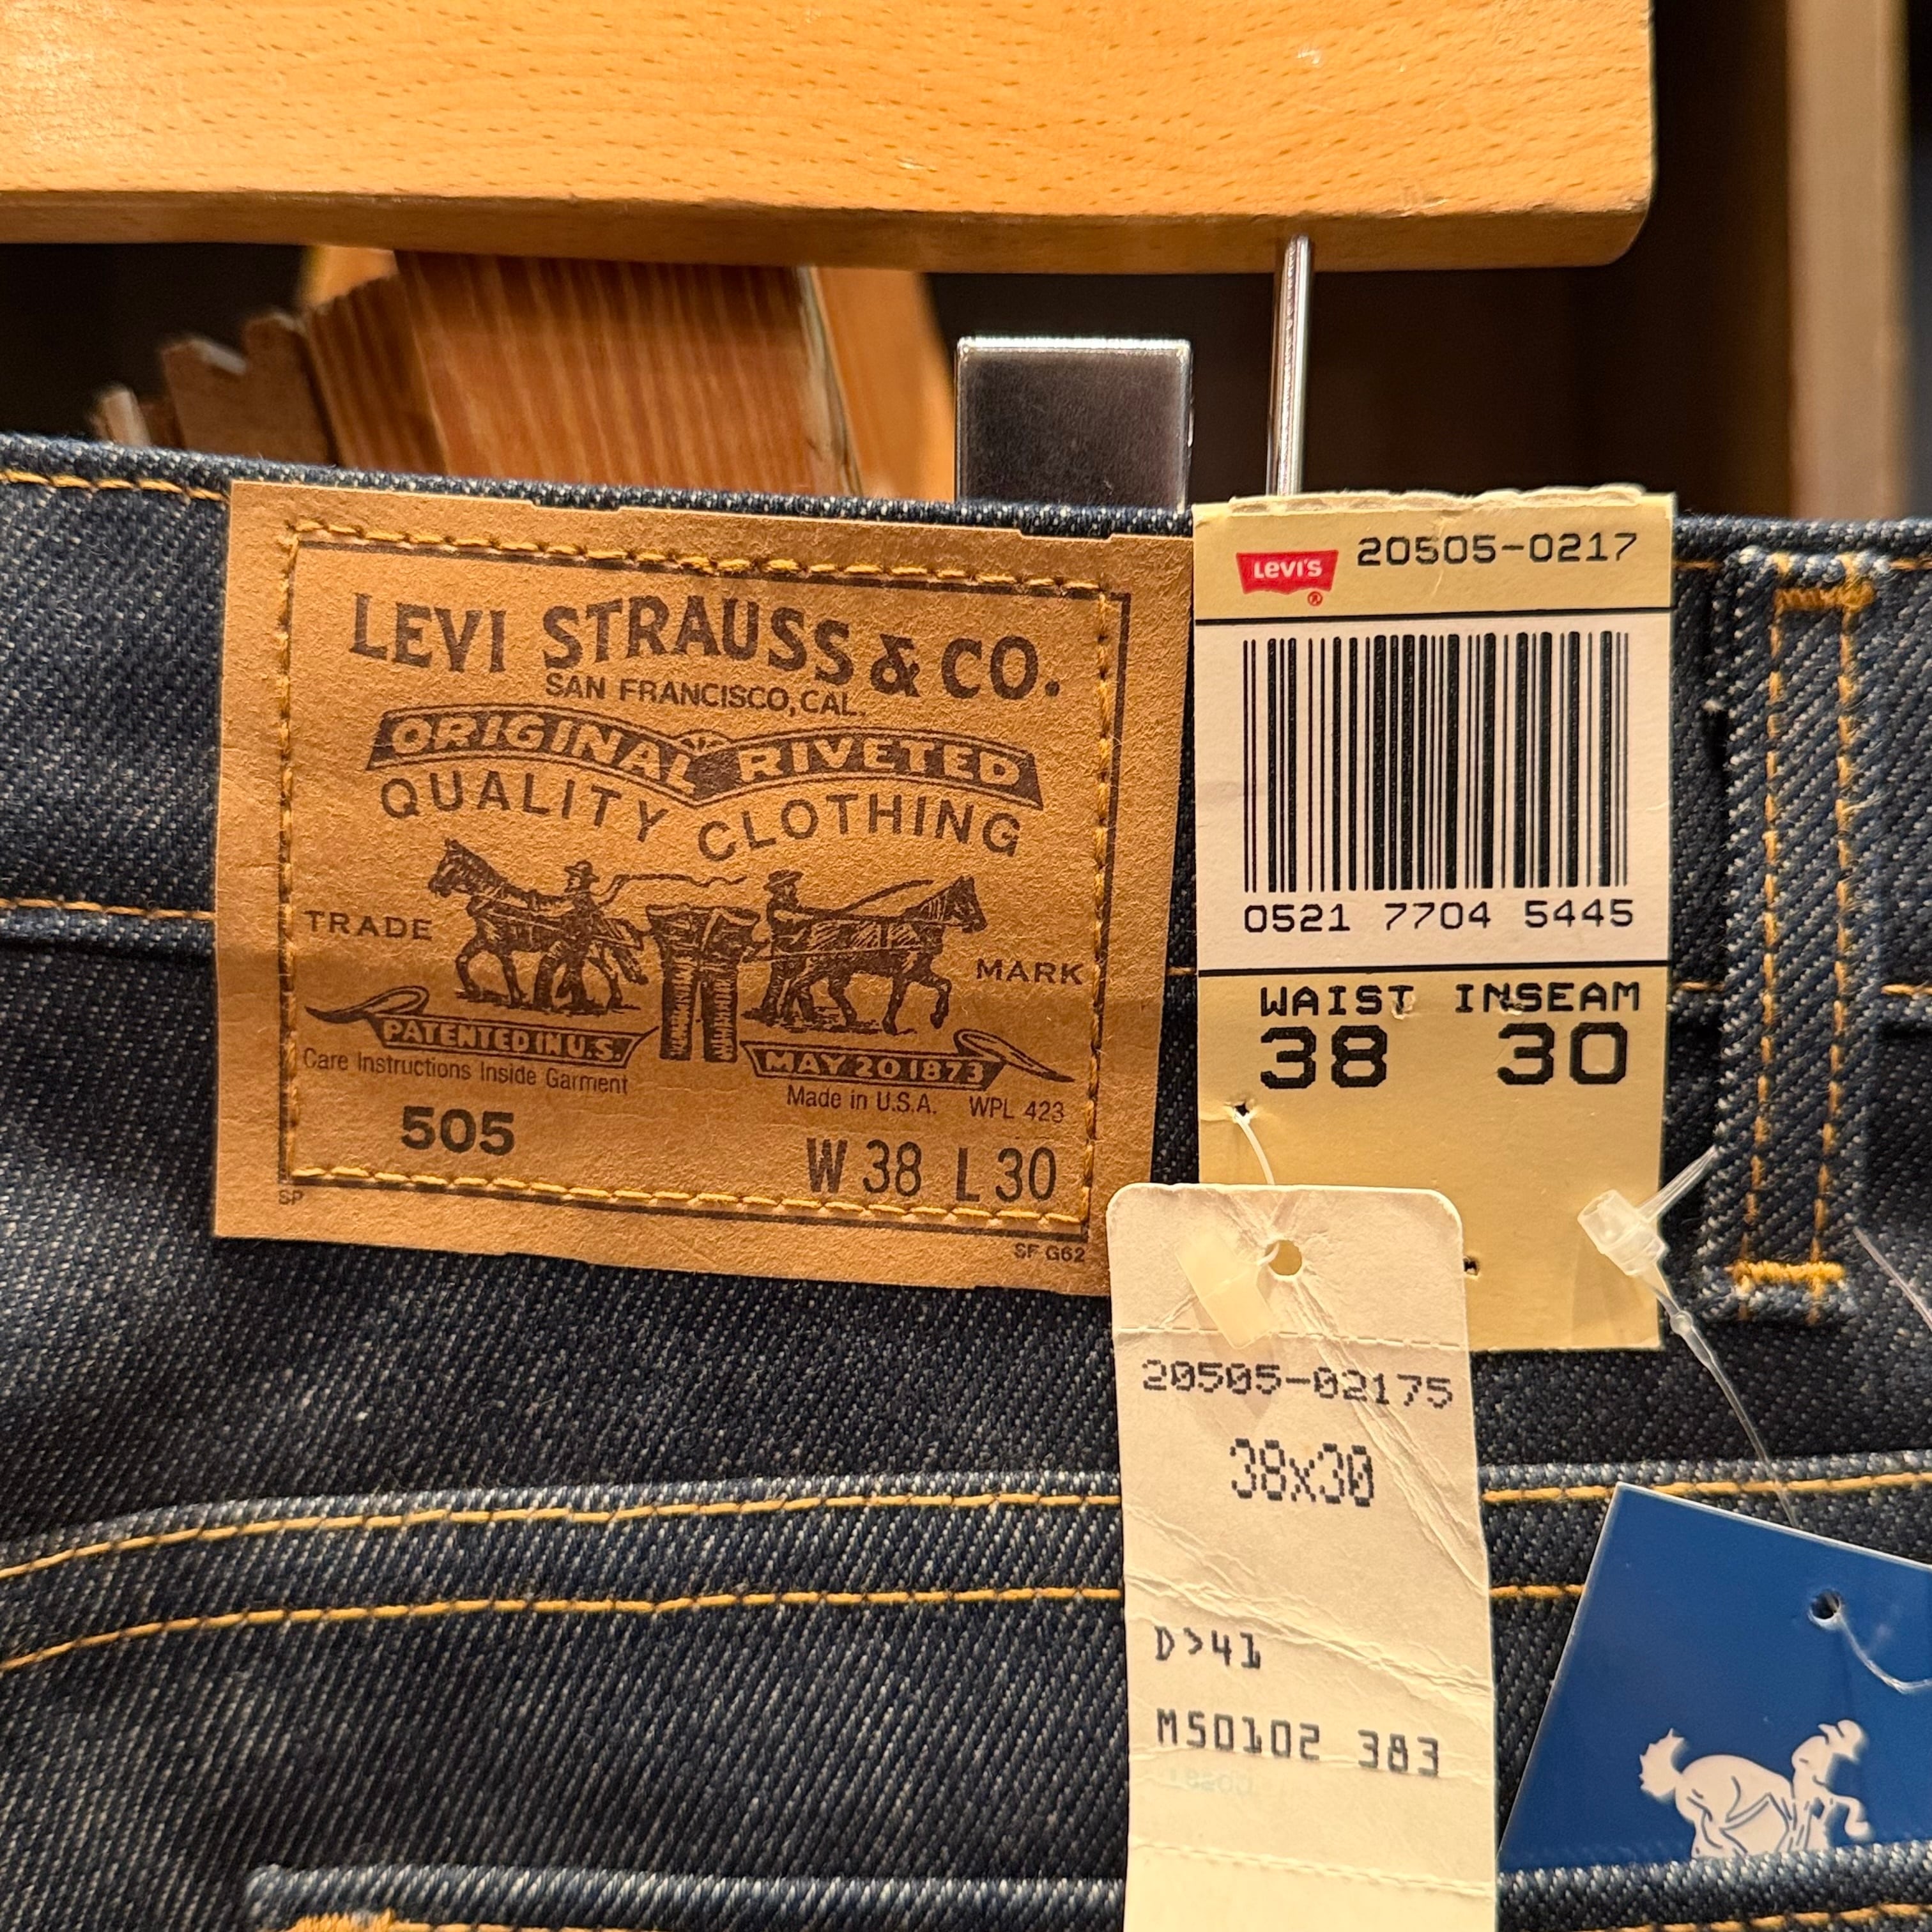 LEVI STRAUSS & CO.
SAN FRANCISCO, CAL.
ORIGINAL RIVETED
QUALITY CLOTHING
TRADE MARK
PATENTED IN U.S.
MAY 20 1873
Care Instructions Inside Garment
Made in U.S.A. WPL 423
505
W 38 L 30
SP
SF G62
Levi's ®
20505-0217
0521 7704 5445
WAIST INSEAM
38 30
20505-02175
38x30
D>41
M50102 383